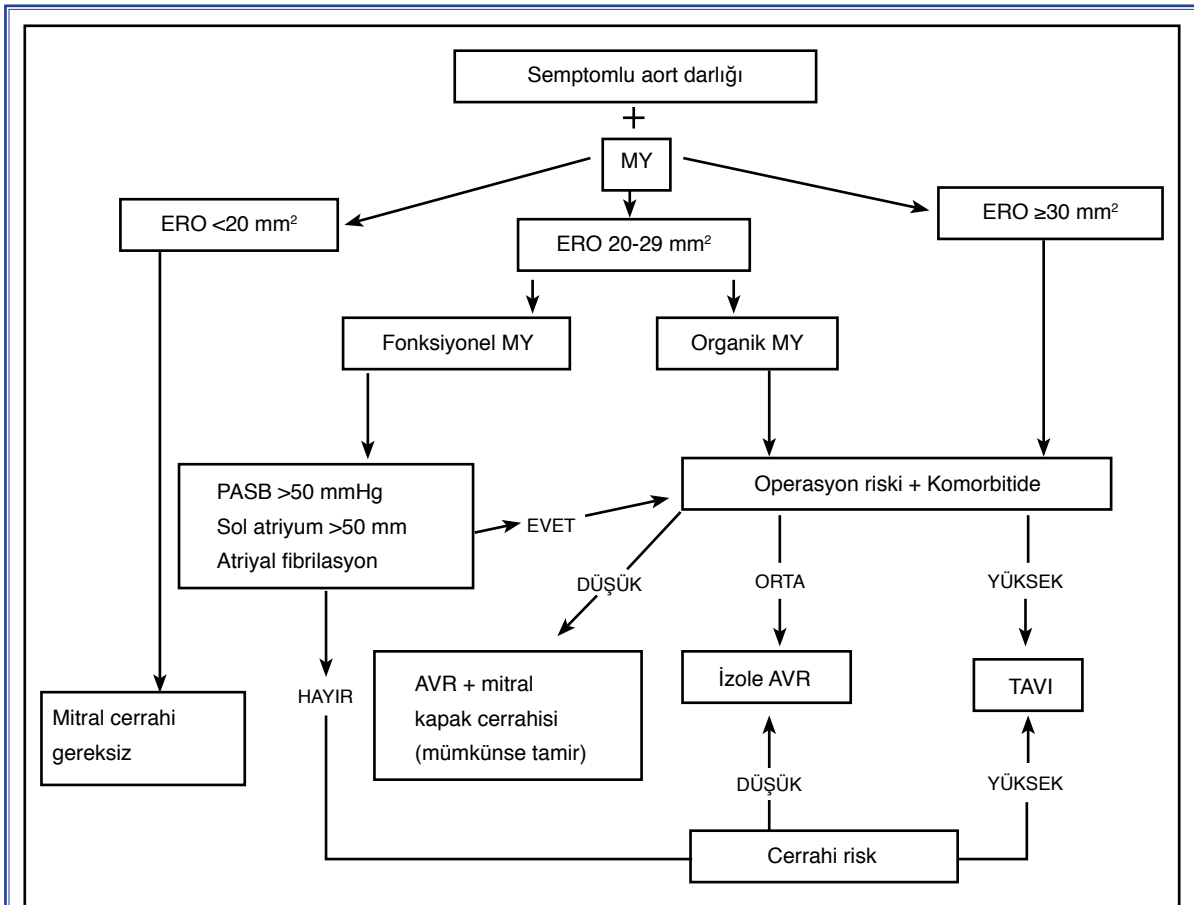 Semptomlu aort darlığı
+
MY
ERO <20 mm²
ERO 20-29 mm²
ERO ≥30 mm²
Fonksiyonel MY
Organik MY
PASB >50 mmHg
Sol atriyum >50 mm
Atriyal fibrilasyon
EVET
Operasyon riski + Komorbitide
DÜŞÜK
ORTA
YÜKSEK
HAYIR
Mitral cerrahi
gereksiz
AVR + mitral
kapak cerrahisi
(mümkünse tamir)
İzole AVR
TAVI
DÜŞÜK
YÜKSEK
Cerrahi risk